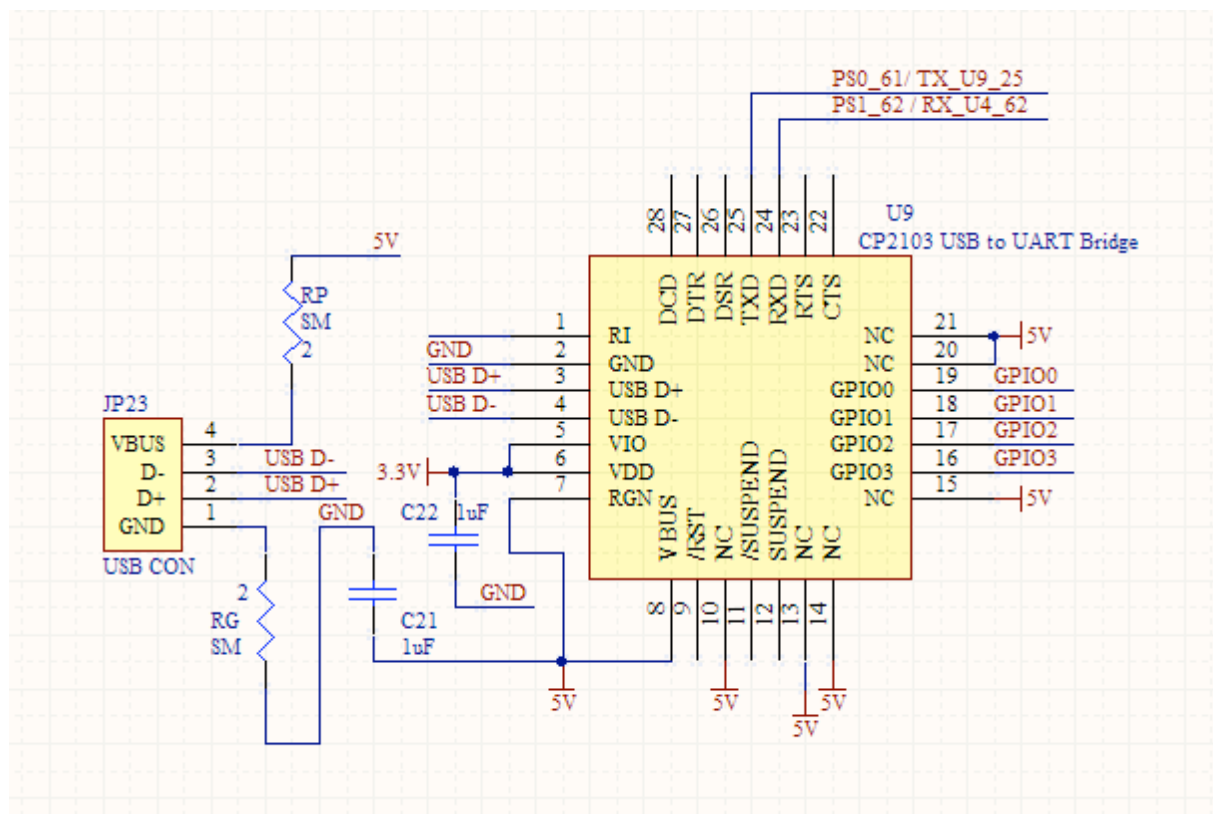 PS0_61/ TX_U9_25
PS1_62 / RX_U4_62
28
27
26
25
24
23
22
U9
CP2103 USB to UART Bridge
DCD
DTR
DSR
TXD
RXD
RTS
CTS
5V
RP
SM
2
1
RI
NC
21
5V
GND
2
GND
NC
20
USB D+
3
USB D+
GPIO0
19
GPIO0
USB D-
4
USB D-
GPIO1
18
GPIO1
5
VIO
GPIO2
17
GPIO2
3.3V
6
VDD
GPIO3
16
GPIO3
7
RGN
NC
15
5V
JP23
VBUS
4
D-
3
USB D-
D+
2
USB D+
GND
1
GND
USB CON
C22
1uF
GND
VBUS
/RST
NC
/SUSPEND
SUSPEND
NC
NC
8
9
10
11
12
13
14
2
RG
SM
C21
1uF
5V
5V
5V
5V